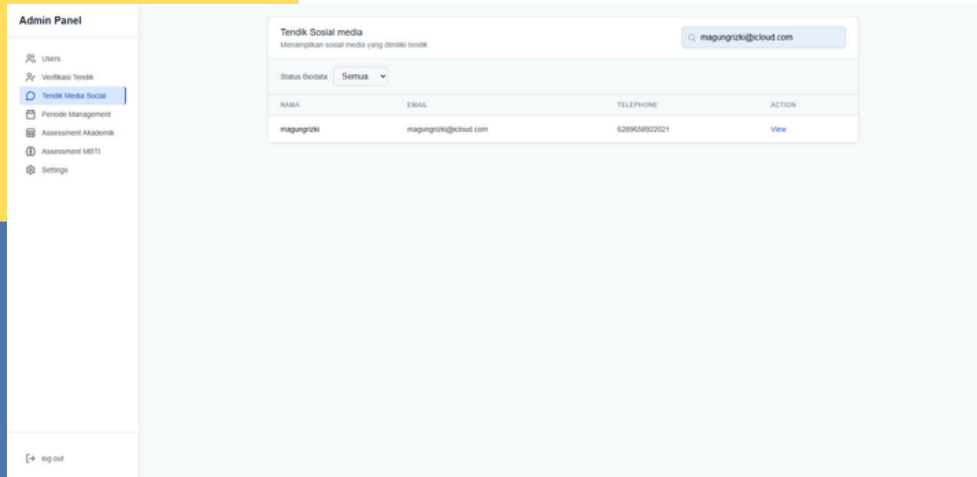 Admin Panel
Users
Verifikasi Tendik
Tendik Media Social
Periode Management
Assessment Akademik
Assessment MBTI
Settings
log out
Tendik Sosial media
Menampilkan sosial media yang dimiliki tendik
magungrizki@icloud.com
Status Biodata Semua
NAMA EMAIL TELEPHONE ACTION
magungrizki magungrizki@icloud.com 6289658922021 View